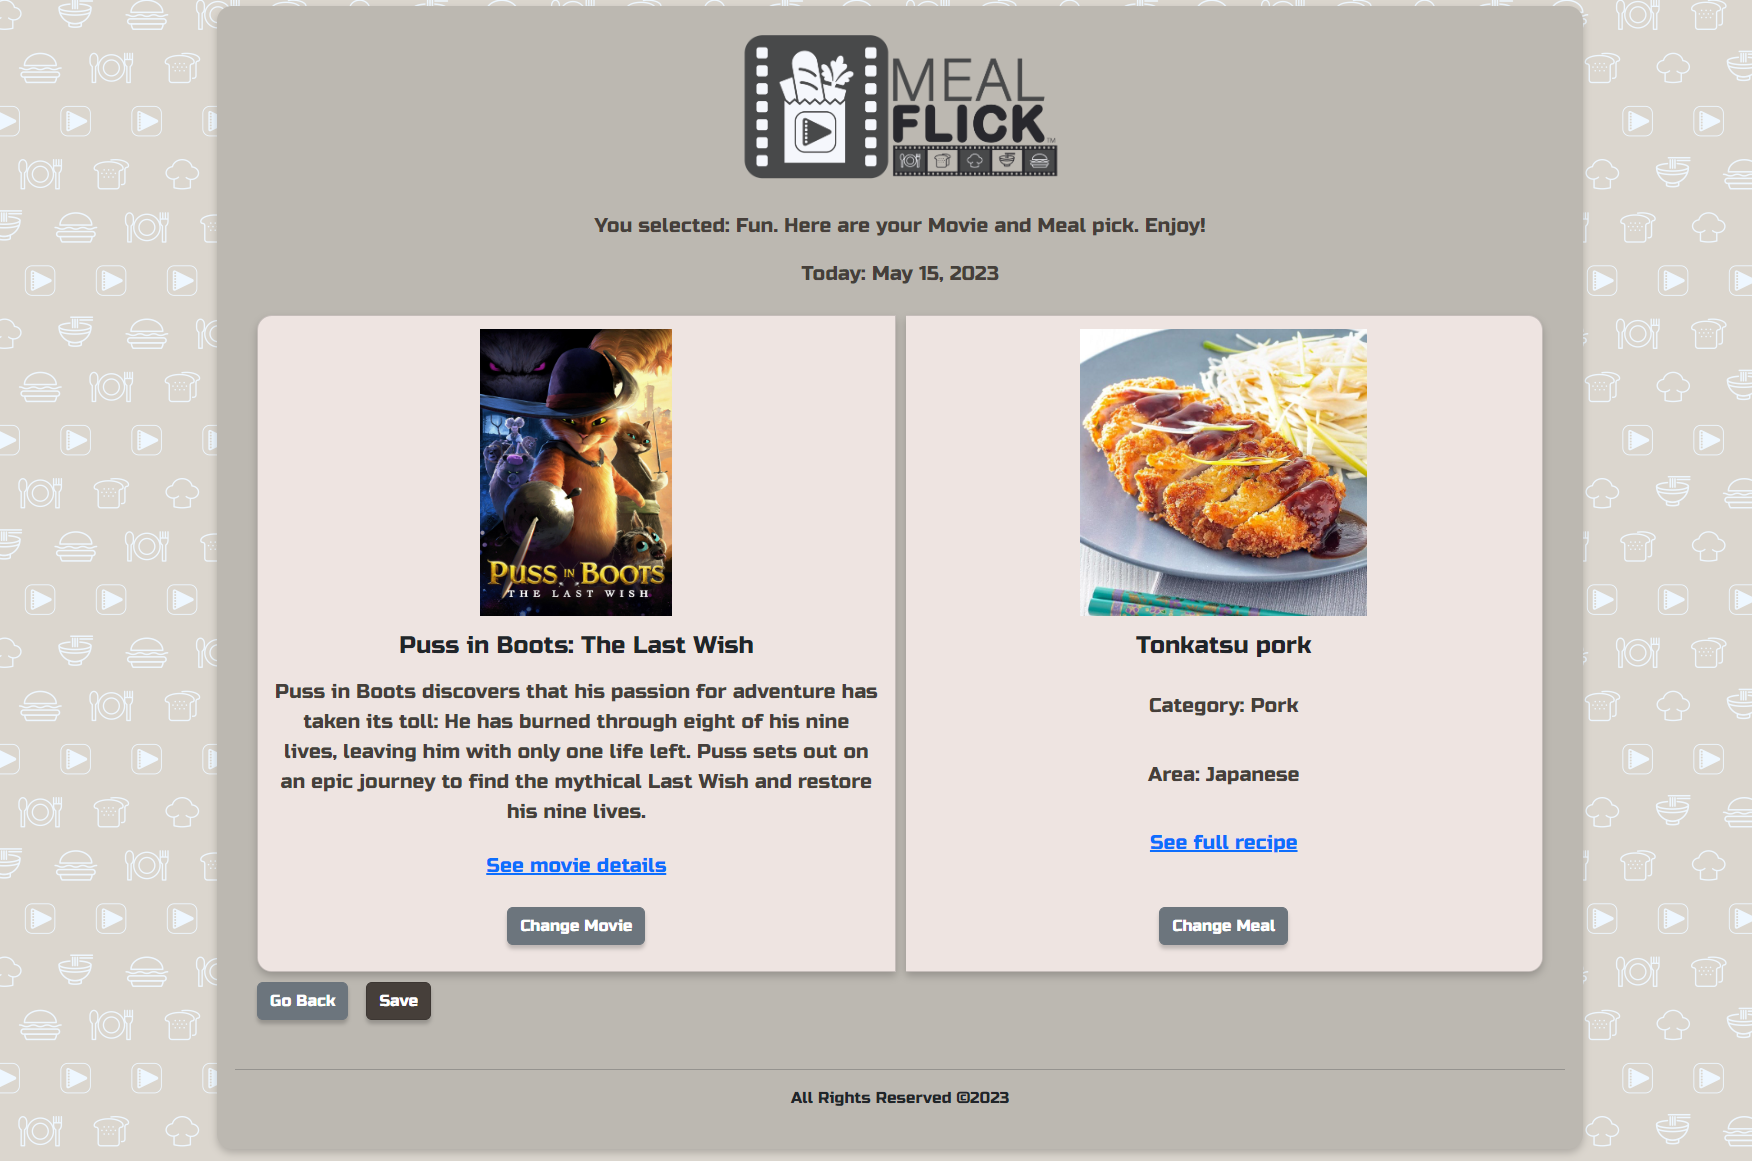 MEAL
FLICK™
You selected: Fun. Here are your Movie and Meal pick. Enjoy!
Today: May 15, 2023
PUSS IN BOOTS
THE LAST WISH
Puss in Boots: The Last Wish
Puss in Boots discovers that his passion for adventure has
taken its toll: He has burned through eight of his nine
lives, leaving him with only one life left. Puss sets out on
an epic journey to find the mythical Last Wish and restore
his nine lives.
See movie details
Change Movie
Tonkatsu pork
Category: Pork
Area: Japanese
See full recipe
Change Meal
Go Back Save
All Rights Reserved ©2023